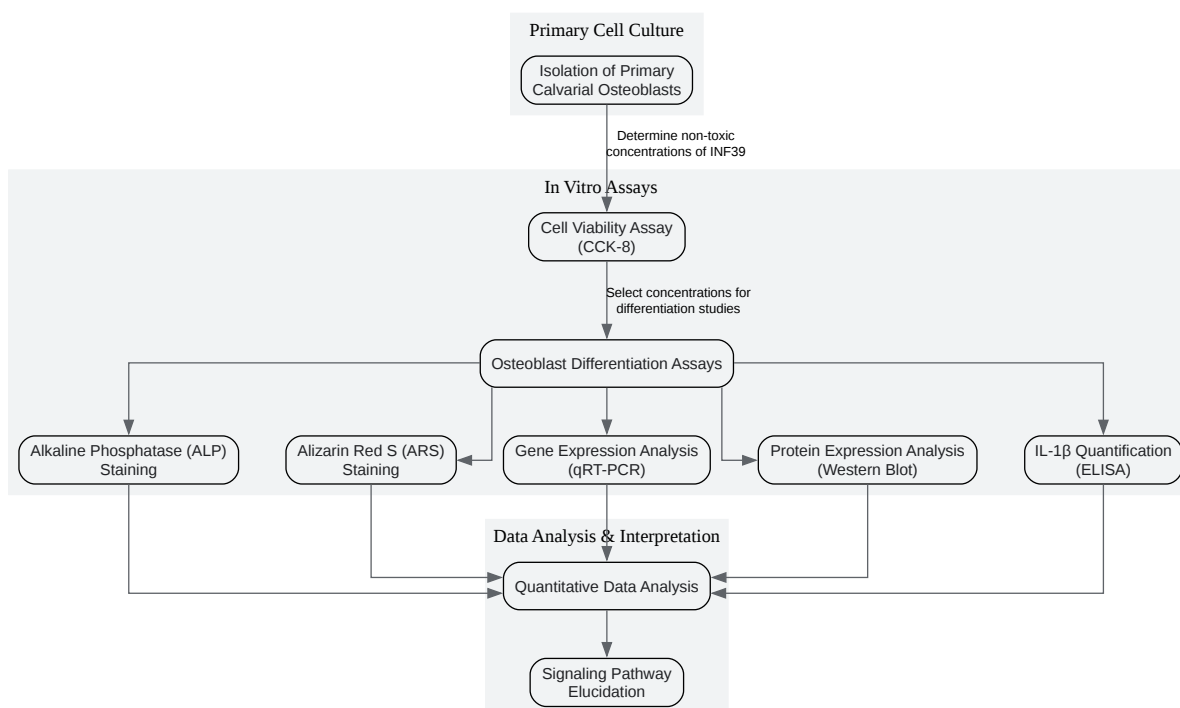 Primary Cell Culture
Isolation of Primary
Calvarial Osteoblasts
Determine non-toxic
concentrations of INF39
In Vitro Assays
Cell Viability Assay
(CCK-8)
Select concentrations for
differentiation studies
Osteoblast Differentiation Assays
Alkaline Phosphatase (ALP)
Staining
Alizarin Red S (ARS)
Staining
Gene Expression Analysis
(qRT-PCR)
Protein Expression Analysis
(Western Blot)
IL-1β Quantification
(ELISA)
Data Analysis & Interpretation
Quantitative Data Analysis
Signaling Pathway
Elucidation